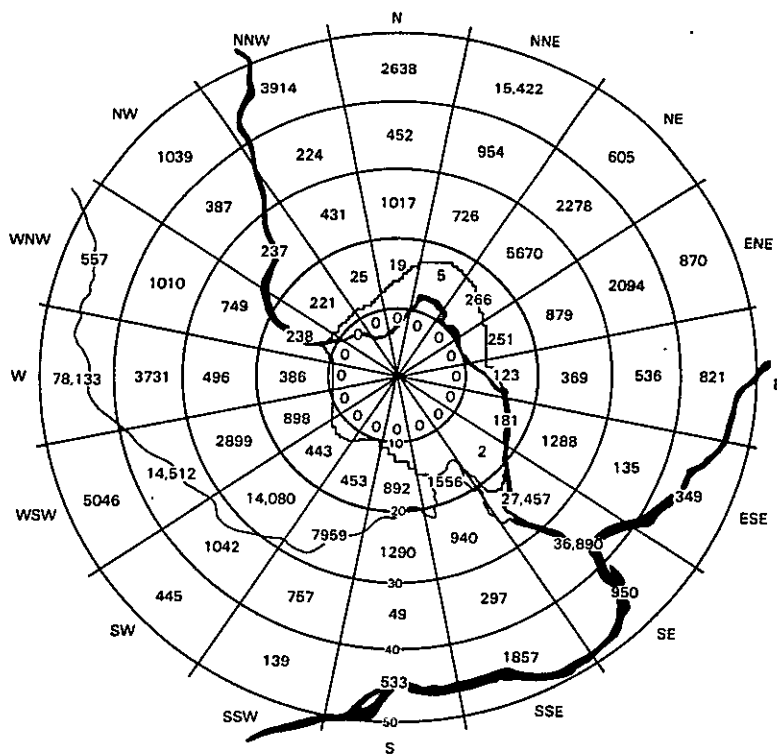 N
NNW NNE
3914 2638 15,422
NW NE
1039 224 452 954 605
387 431 1017 726 2278
WNW ENE
557 1010 237 25 19 5 5670 2094 870
749 221 266 879
238 0 0 0 0 251
0 0
0 0
W 78,133 3731 496 386 0 0 123 369 536 821
0 0
898 0 0 181
0 0 0 0
2899 443 10 2 1288 135
14,512 453 892 1556
WSW 5046 14,080 20 27,457 349 ESE
1042 7959 1290 940 36,890
30
445 757 49 297 950
SW 40 SE
139 533 1857
SSW 50 SSE
S